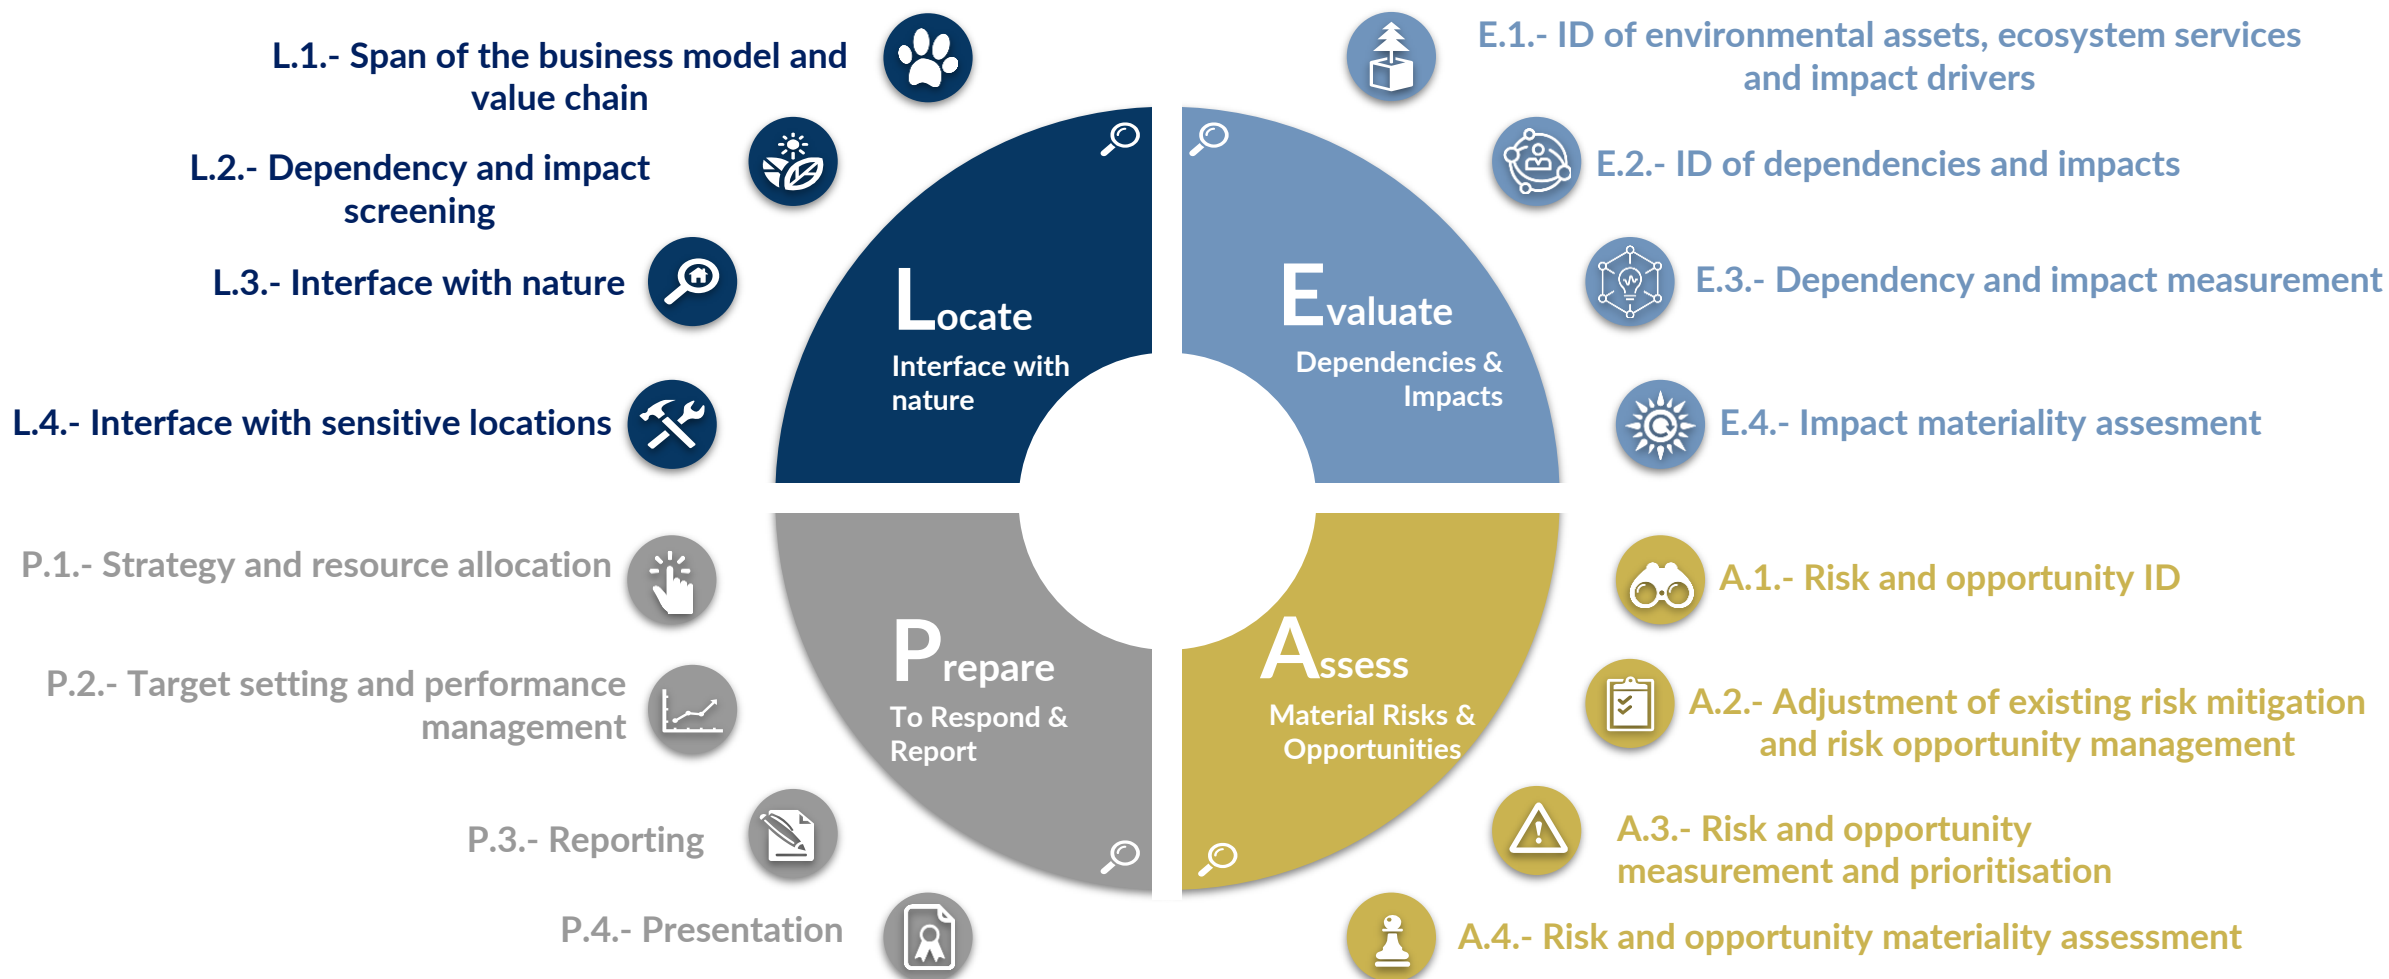 L.1.- Span of the business model and
value chain
L.2.- Dependency and impact
screening
L.3.- Interface with nature
L.4.- Interface with sensitive locations
Locate
Interface with
nature
E.1.- ID of environmental assets, ecosystem services
and impact drivers
E.2.- ID of dependencies and impacts
E.3.- Dependency and impact measurement
E.4.- Impact materiality assesment
Evaluate
Dependencies &
Impacts
P.1.- Strategy and resource allocation
P.2.- Target setting and performance
management
P.3.- Reporting
P.4.- Presentation
Prepare
To Respond &
Report
Assess
Material Risks &
Opportunities
A.1.- Risk and opportunity ID
A.2.- Adjustment of existing risk mitigation
and risk opportunity management
A.3.- Risk and opportunity
measurement and prioritisation
A.4.- Risk and opportunity materiality assessment